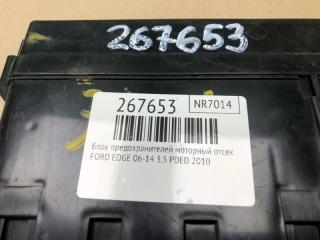 267653
267653 NR7014
Блок предохранителей моторный отсек
FORD EDGE 06-14 3.5 PDED 2010